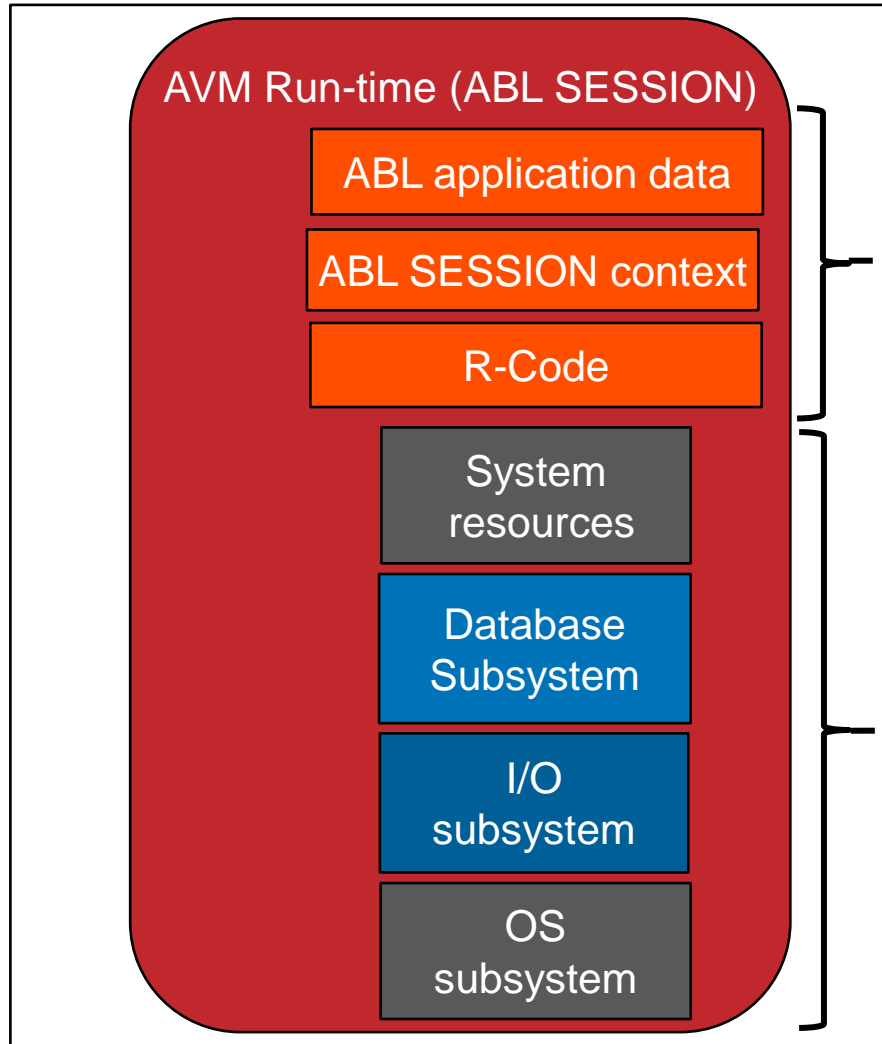 AVM Run-time (ABL SESSION)
ABL application data
ABL SESSION context
R-Code
System
resources
Database
Subsystem
I/O
subsystem
OS
subsystem